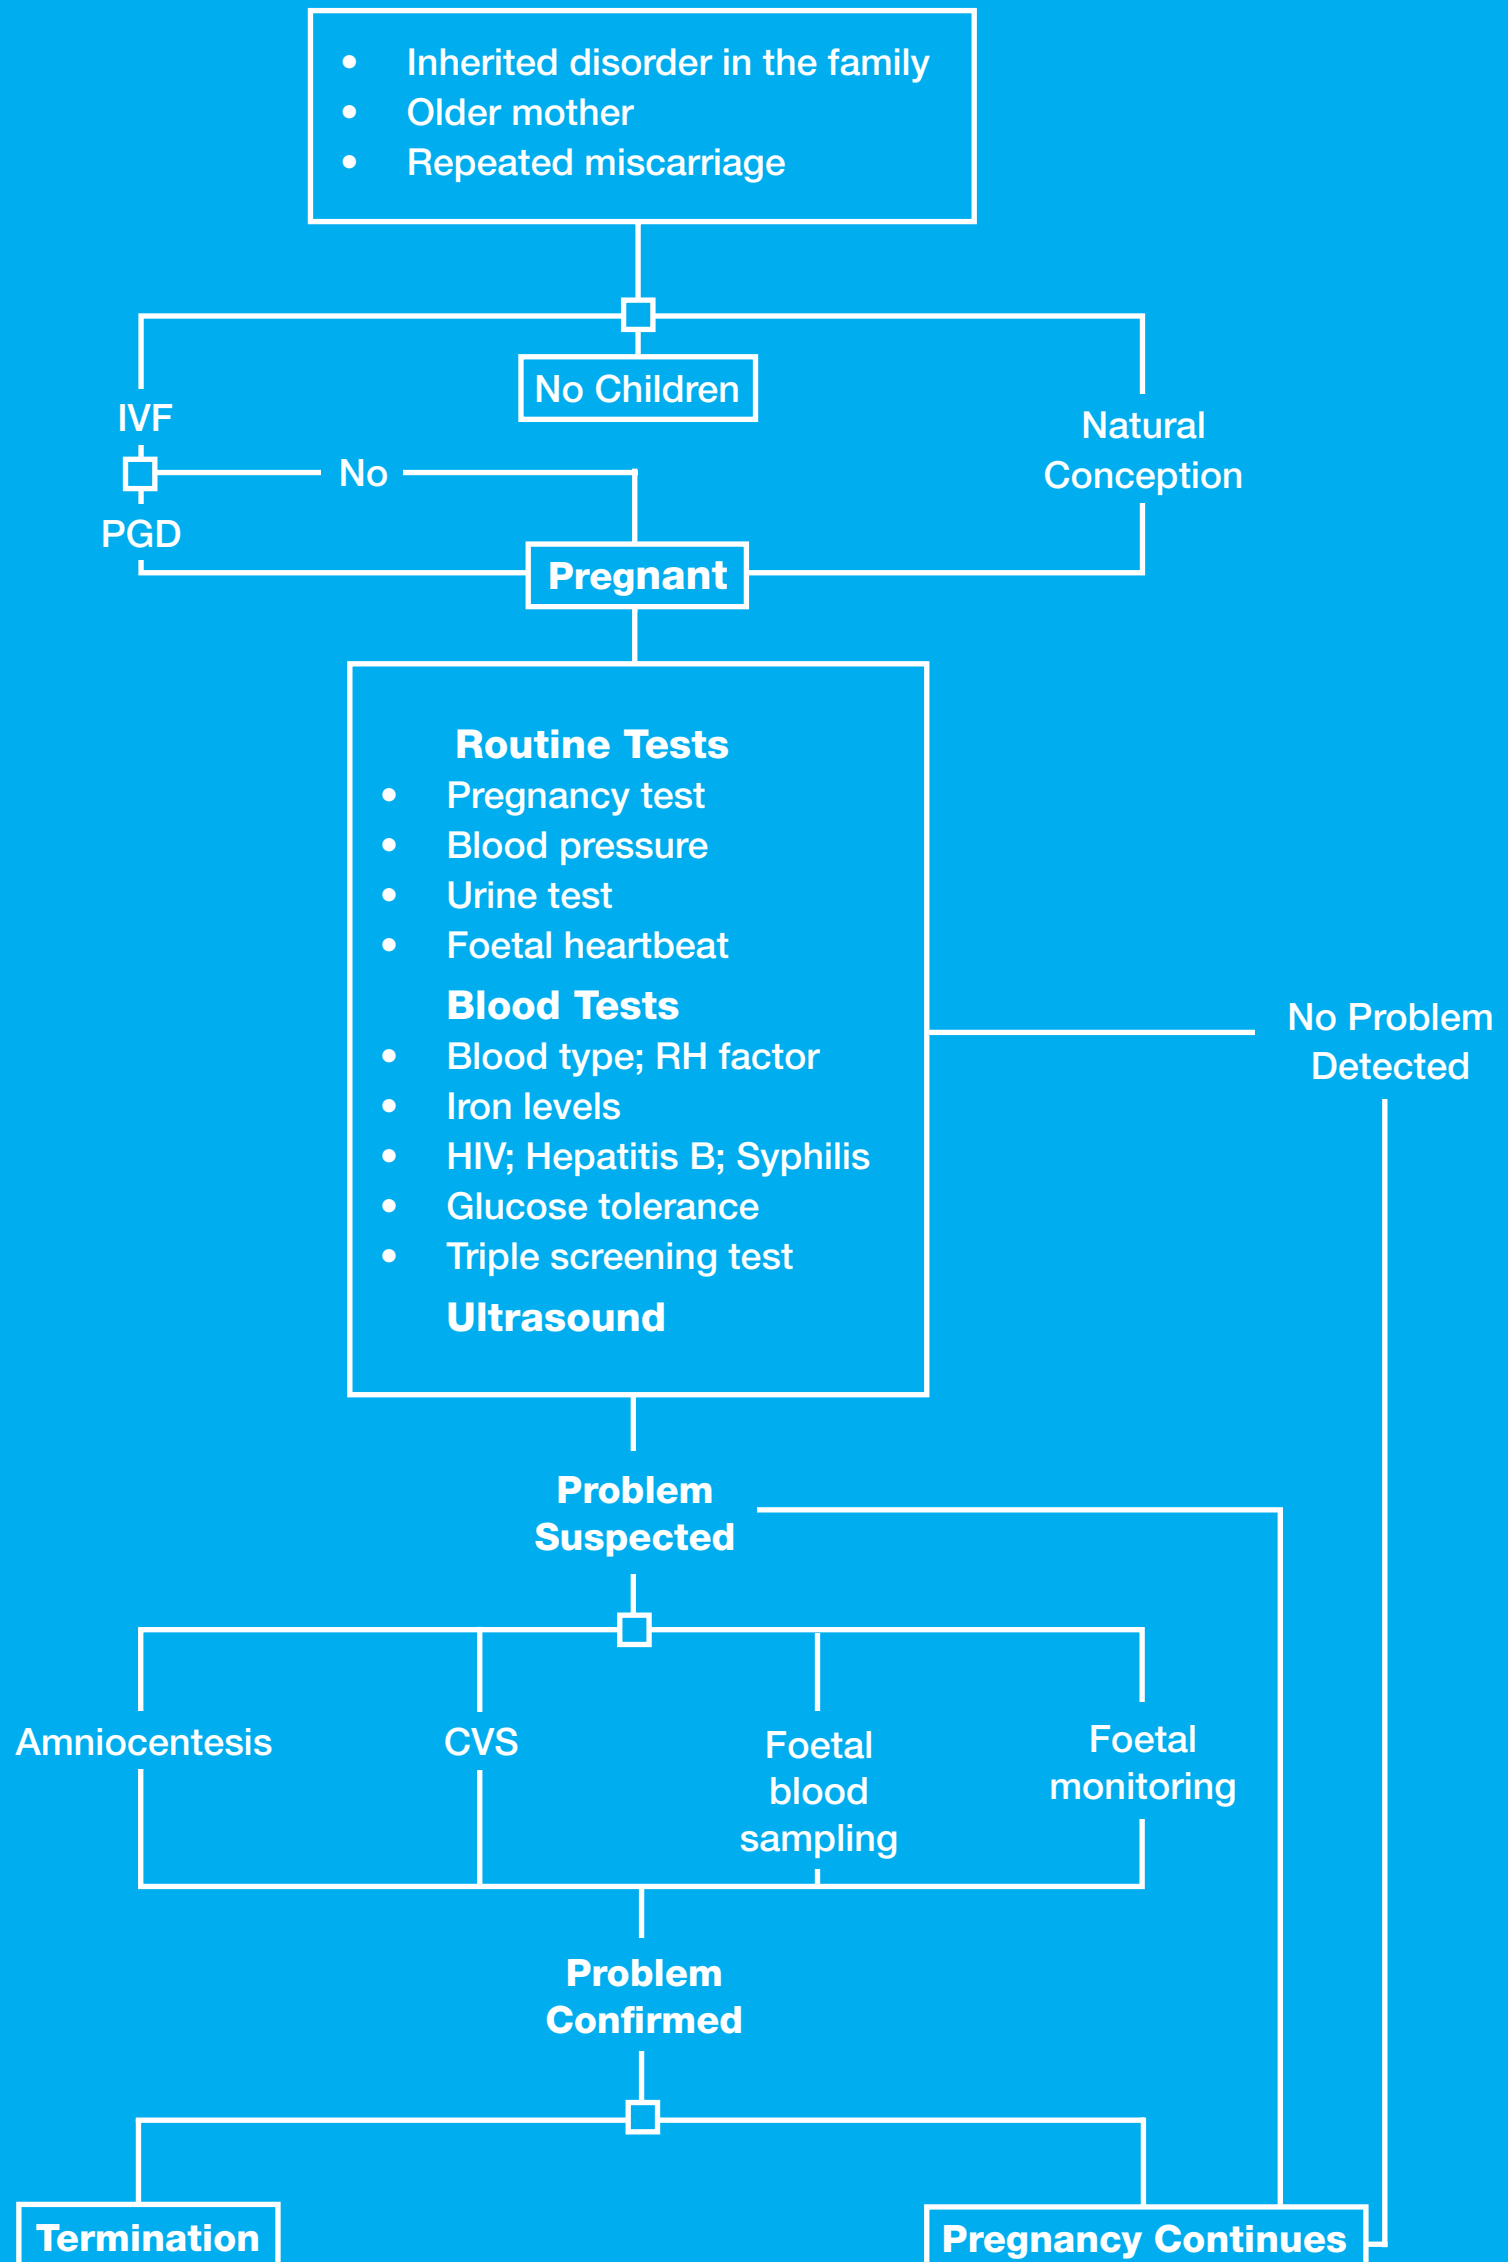 • Inherited disorder in the family
• Older mother
• Repeated miscarriage
No Children
IVF
Natural
Conception
No
PGD
Pregnant
Routine Tests
• Pregnancy test
• Blood pressure
• Urine test
• Foetal heartbeat
Blood Tests
• Blood type; RH factor
• Iron levels
• HIV; Hepatitis B; Syphilis
• Glucose tolerance
• Triple screening test
Ultrasound
No Problem
Detected
Problem
Suspected
Amniocentesis
CVS
Foetal
blood
sampling
Foetal
monitoring
Problem
Confirmed
Termination
Pregnancy Continues